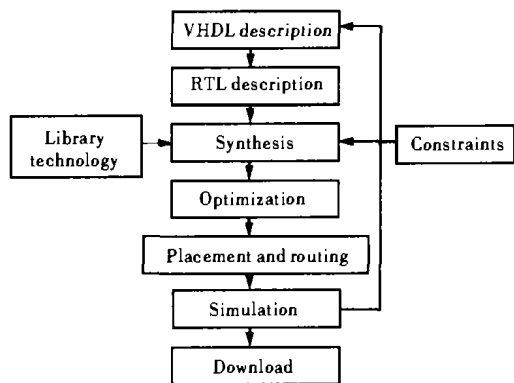 VHDL description
RTL description
Library
technology
Synthesis
Constraints
Optimization
Placement and routing
Simulation
Download